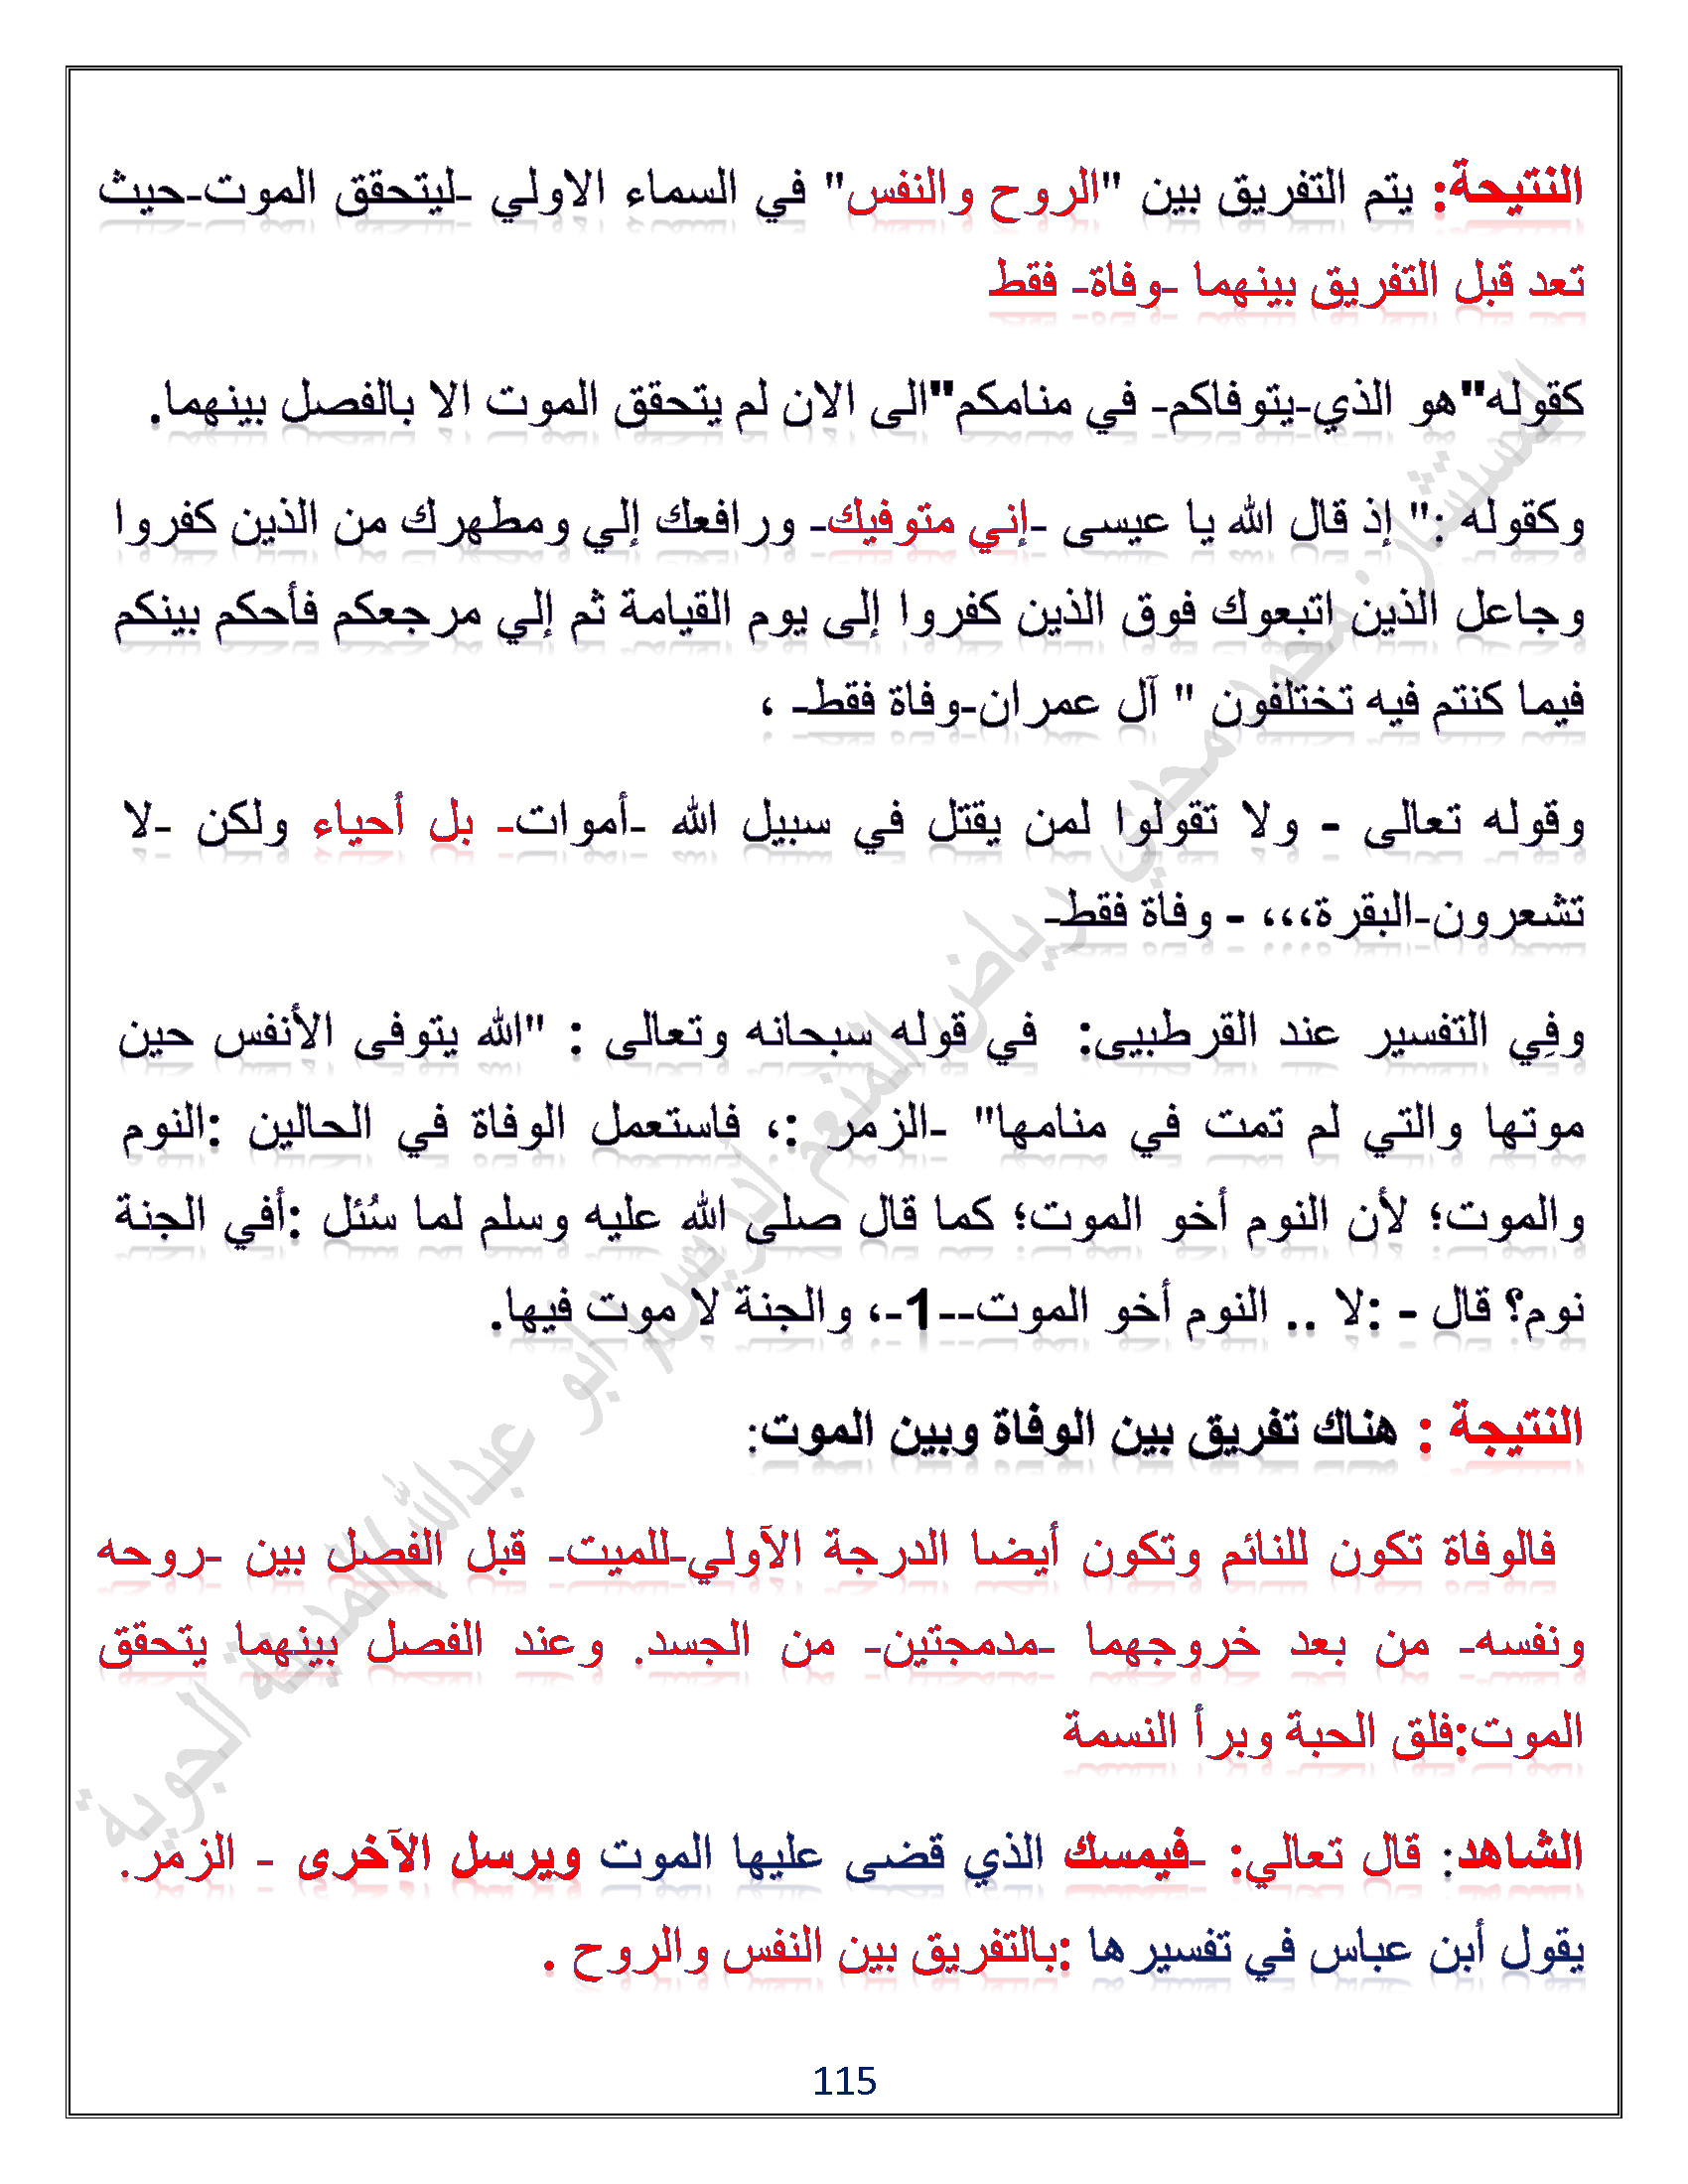 النتيحة: يتم التفريق بين "الروح والنفس" في السماء الاولي -ليتحقق الموت-حيث
تعد قبل التفريق بينهما -وفاة- فقط
كقوله"هو الذي-يتوفاكم- في منامكم"الى الان لم يتحقق الموت الا بالفصل بينهما.
وكقوله :" إذ قال الله يا عيسى -إني متوفيك- ورافعك إلي ومطهرك من الذين كفروا
وجاعل الذين اتبعوك فوق الذين كفروا إلى يوم القيامة ثم إلي مرجعكم فأحكم بينكم
فيما كنتم فيه تختلفون " آل عمران-وفاة فقط- ،
وقوله تعالى - ولا تقولوا لمن يقتل في سبيل الله -أموات- بل أحياء ولكن -لا
تشعرون-البقرة،،، - وفاة فقط-
وفِي التفسير عند القرطبيى: في قوله سبحانه وتعالى : "الله يتوفى الأنفس حين
موتها والتي لم تمت في منامها" -الزمر :، فاستعمل الوفاة في الحالين :النوم
والموت؛ لأن النوم أخو الموت؛ كما قال صلى الله عليه وسلم لما سُئل :أفي الجنة
نوم؟ قال - :لا .. النوم أخو الموت--1-، والجنة لا موت فيها.
النتيجة : هناك تفريق بين الوفاة وبين الموت:
فالوفاة تكون للنائم وتكون أيضا الدرجة الآولي-للميت- قبل الفصل بين -روحه
ونفسه- من بعد خروجهما -مدمجتين- من الجسد. وعند الفصل بينهما يتحقق
الموت:فلق الحبة وبرأ النسمة
الشاهد: قال تعالي: -فيمسك الذي قضى عليها الموت ويرسل الآخرى - الزمر.
يقول أبن عباس في تفسيرها :بالتفريق بين النفس والروح .
115
المستشار: محمد محدي رياض المنعم ابو عبدالله المدينة الجوية